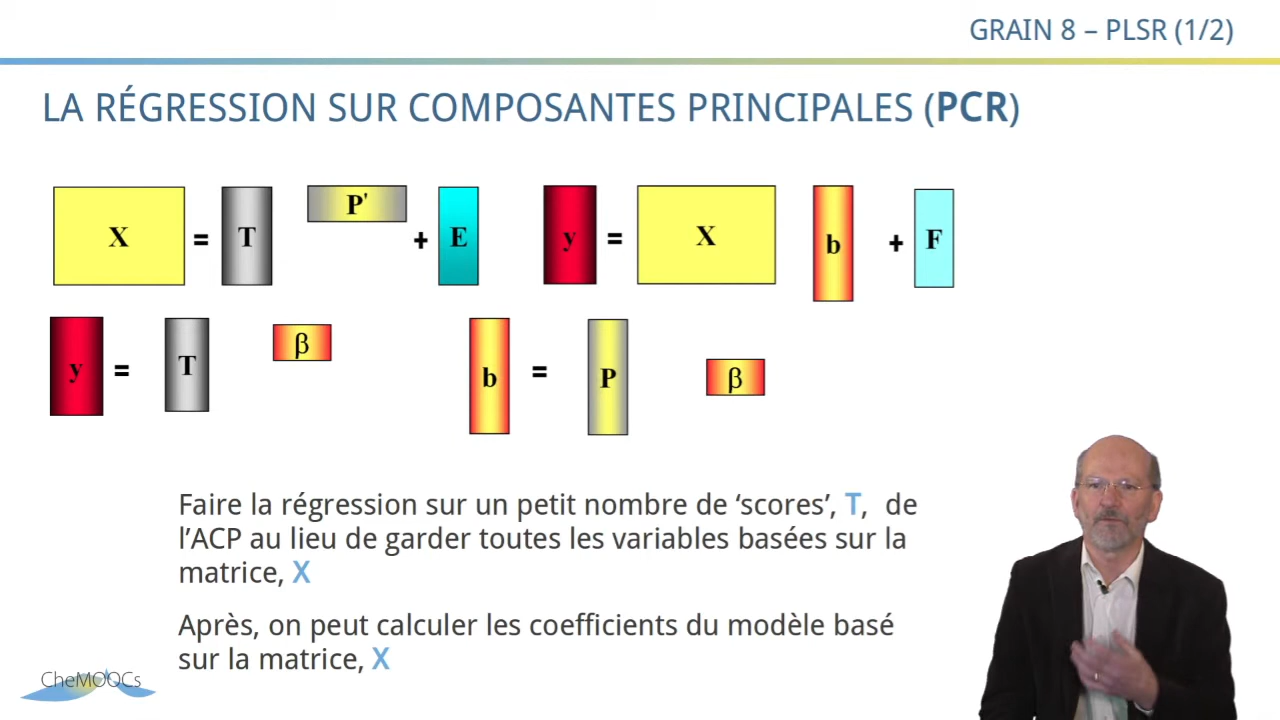 GRAIN 8 – PLSR (1/2)
LA RÉGRESSION SUR COMPOSANTES PRINCIPALES (PCR)
X = T P' + E y = X b + F
y = T β b = P β
Faire la régression sur un petit nombre de ‘scores’, T, de
l’ACP au lieu de garder toutes les variables basées sur la
matrice, X
Après, on peut calculer les coefficients du modèle basé
sur la matrice, X
CheMOOCs